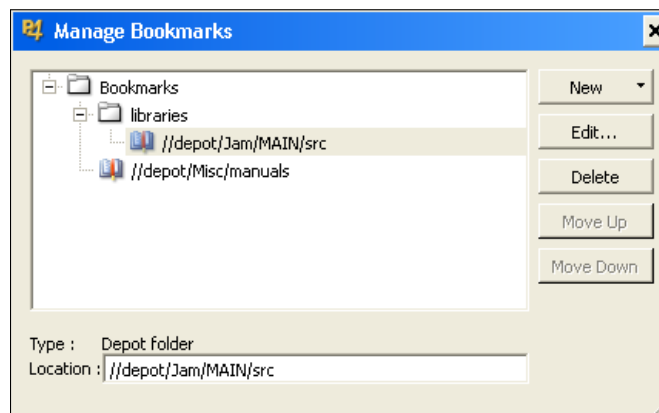 P4 Manage Bookmarks
Bookmarks
libraries
//depot/Jam/MAIN/src
//depot/Misc/manuals
New
Edit...
Delete
Move Up
Move Down
Type : Depot folder
Location : //depot/Jam/MAIN/src